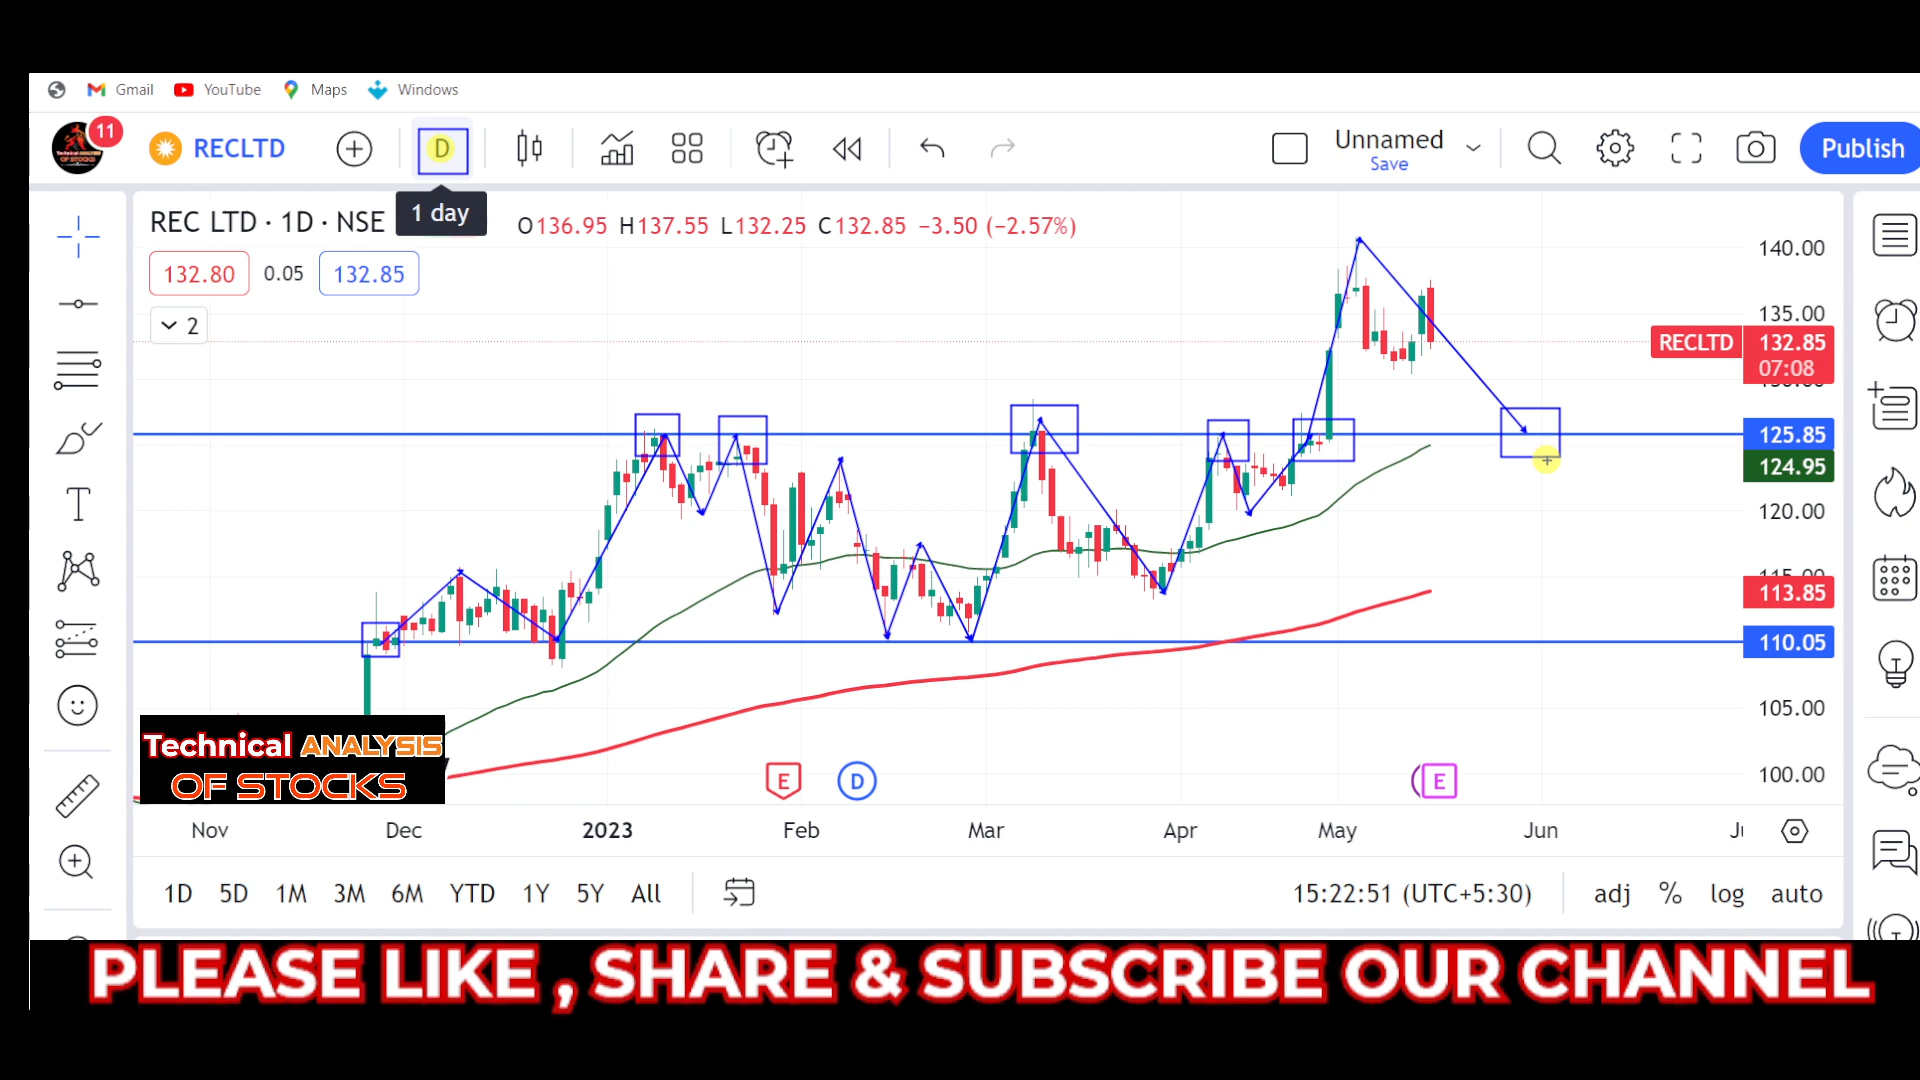 Gmail YouTube Maps Windows
11 RECLTD D Unnamed Save Publish
1 day
REC LTD · 1D · NSE O136.95 H137.55 L132.25 C132.85 −3.50 (−2.57%)
132.80 0.05 132.85
2
140.00
135.00
RECLTD 132.85
07:08
125.85
124.95
120.00
113.85
110.05
105.00
100.00
Technical ANALYSIS
OF STOCKS
E D E
Nov Dec 2023 Feb Mar Apr May Jun
1D 5D 1M 3M 6M YTD 1Y 5Y All 15:22:51 (UTC+5:30) adj % log auto
PLEASE LIKE , SHARE & SUBSCRIBE OUR CHANNEL